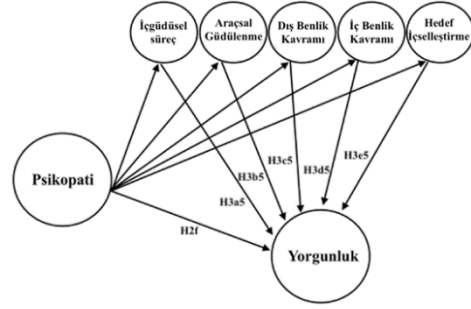 İçgüdüsel
süreç
Araçsal
Güdülenme
Dış Benlik
Kavramı
İç Benlik
Kavramı
Hedef
İçselleştirme
Psikopati
H3a5
H3b5
H3c5
H3d5
H3e5
H2f
Yorgunluk